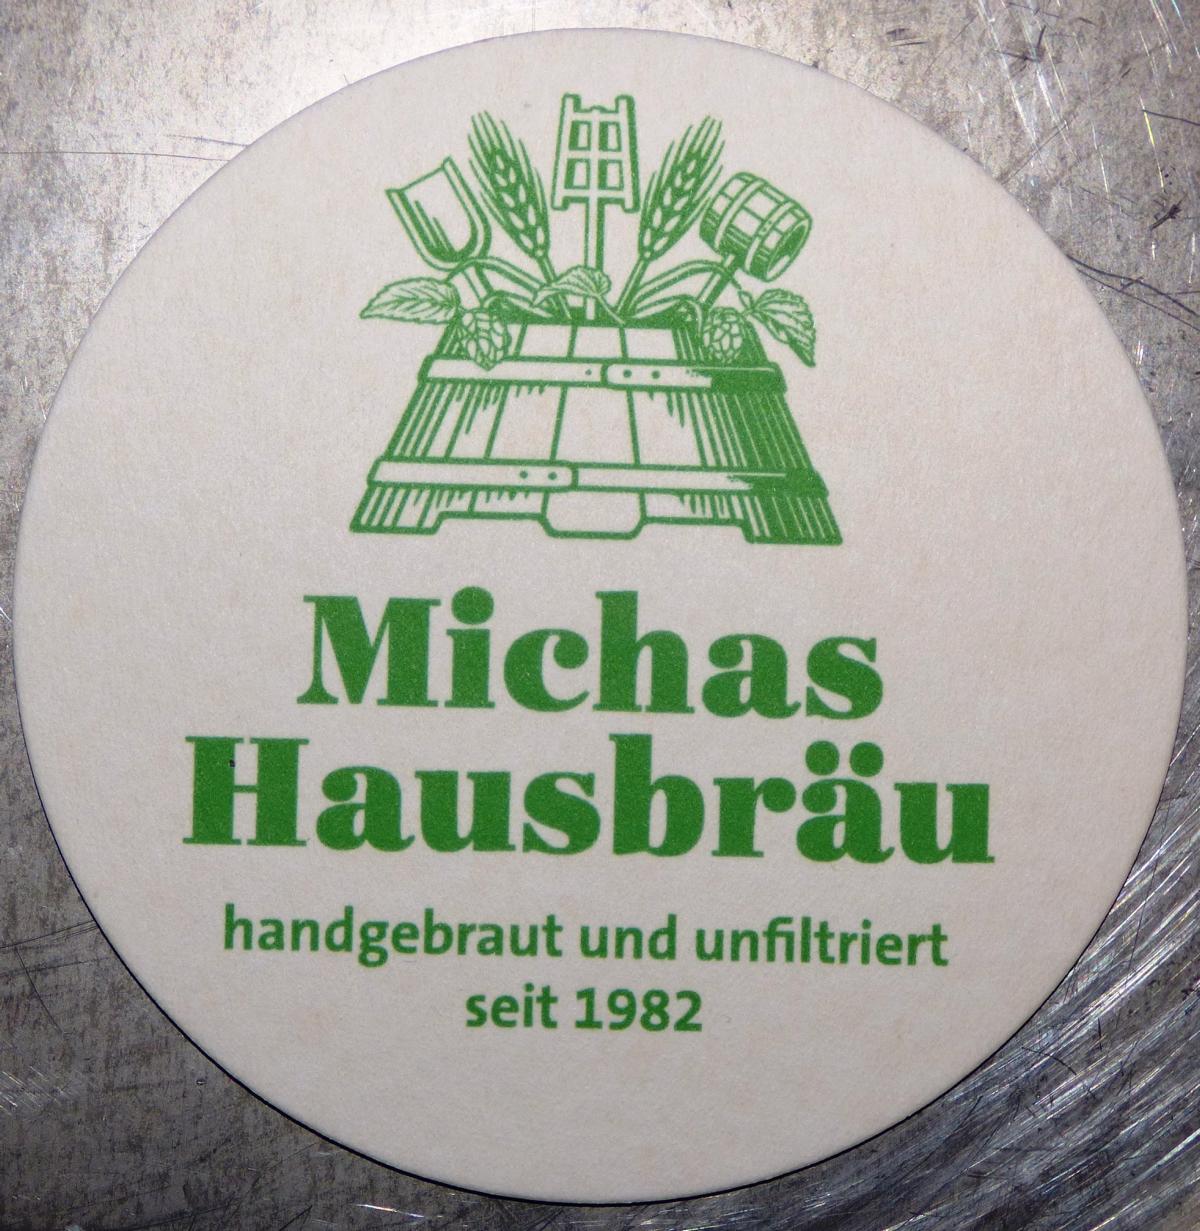 Michas
Hausbräu
handgebraut und unfiltriert
seit 1982